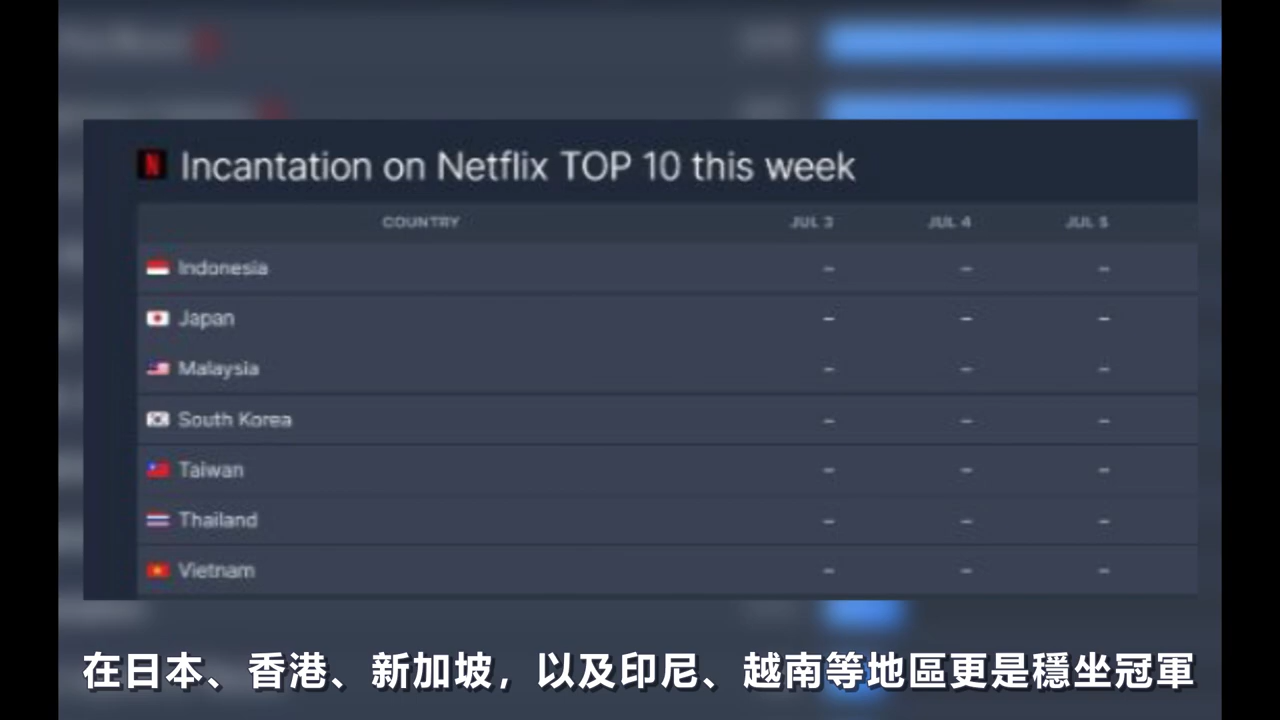 Incantation on Netflix TOP 10 this week
COUNTRY JUL 3 JUL 4 JUL 5
Indonesia – – –
Japan – – –
Malaysia – – –
South Korea – – –
Taiwan – – –
Thailand – – –
Vietnam – – –
在日本、香港、新加坡，以及印尼、越南等地區更是穩坐冠軍